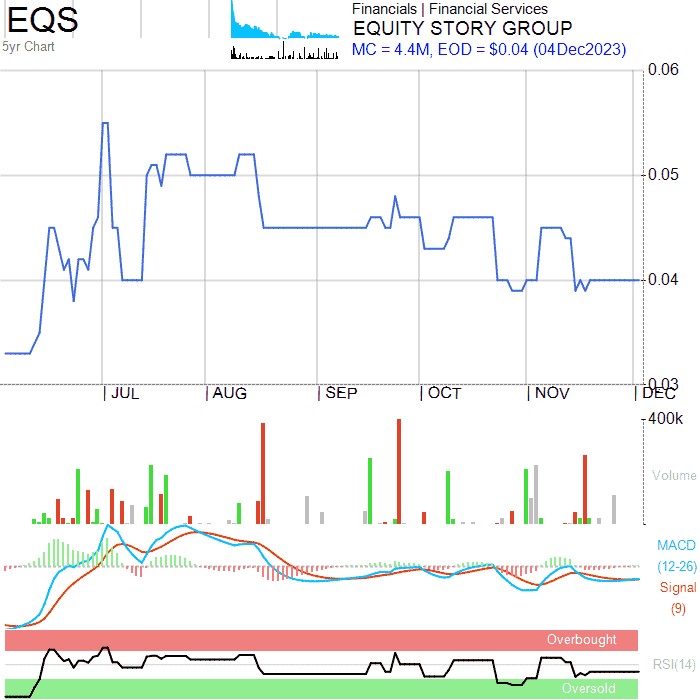 EQS
5yr Chart
Financials | Financial Services
EQUITY STORY GROUP
MC = 4.4M, EOD = $0.04 (04Dec2023)
0.06
0.05
0.04
0.03
JUL AUG SEP OCT NOV DEC
400k
Volume
MACD
(12-26)
Signal
(9)
Overbought
RSI(14)
Oversold